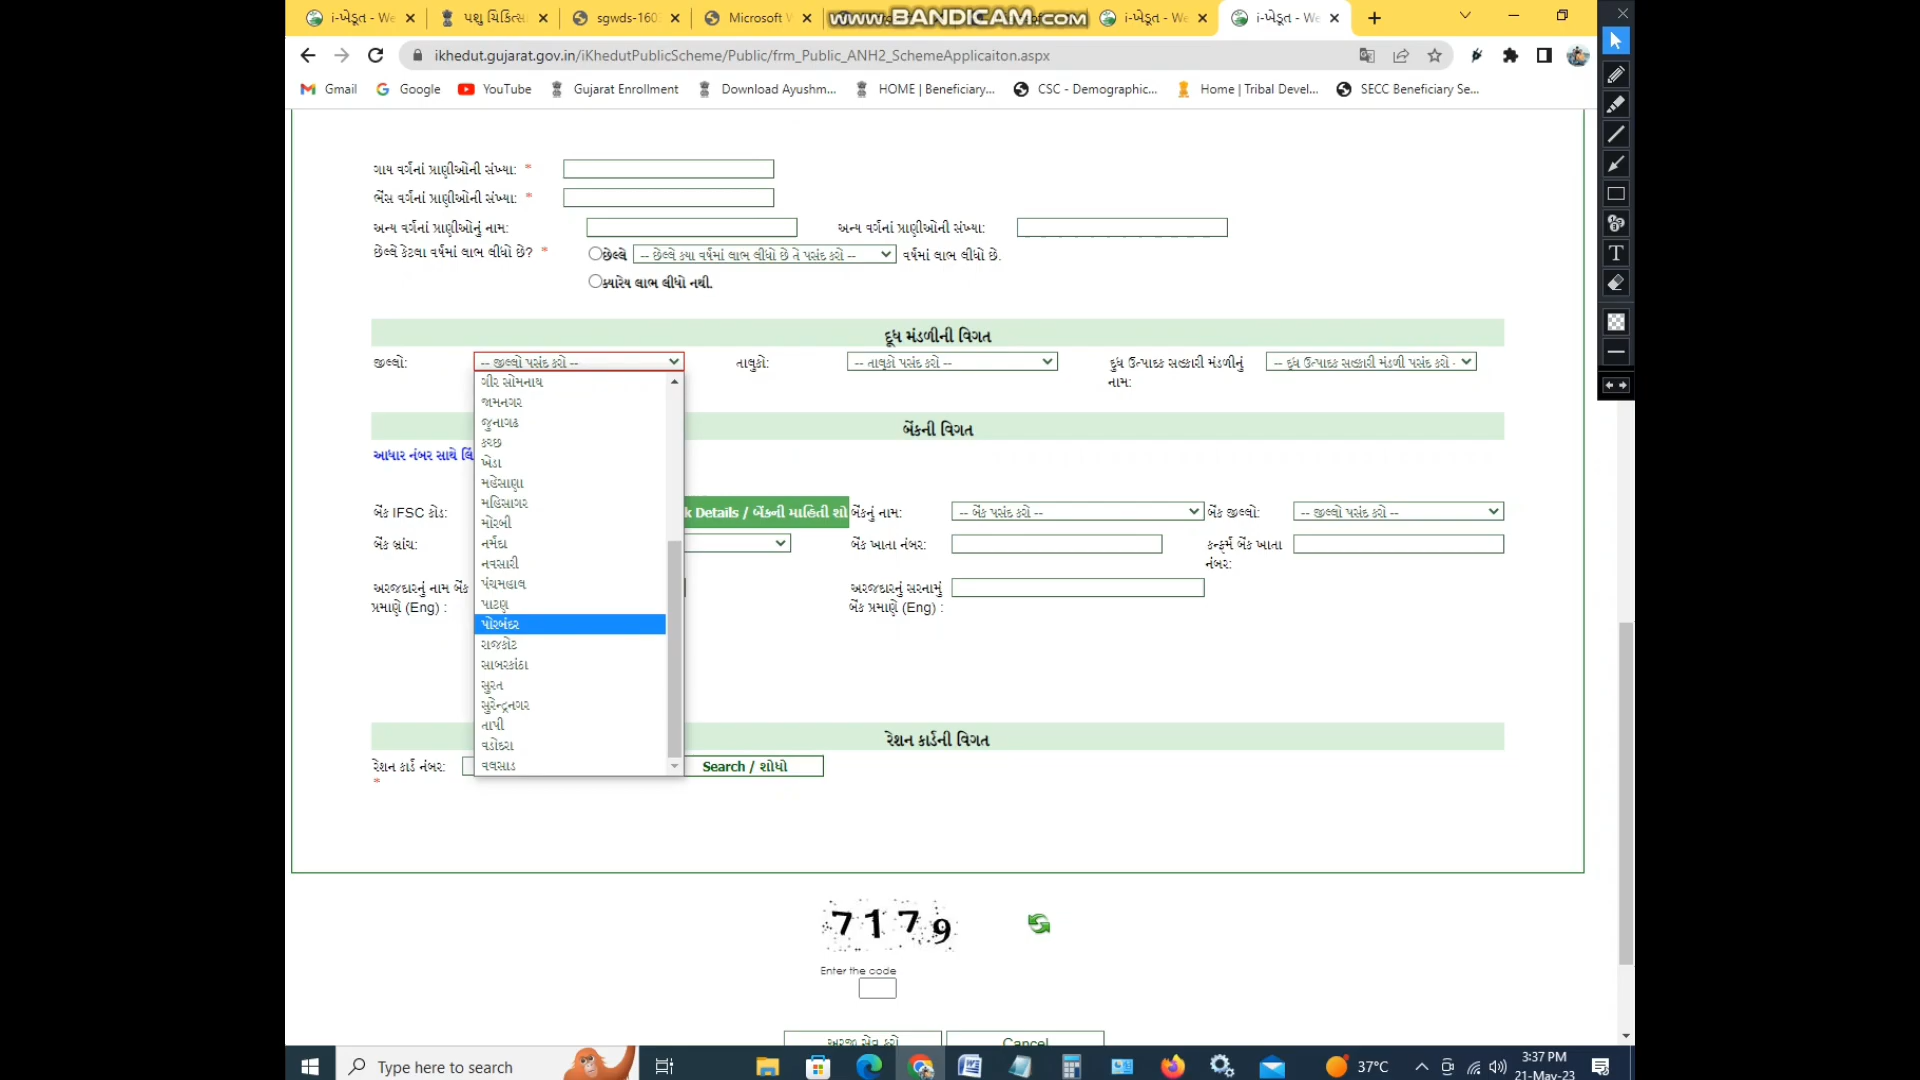 i-ખેડૂત - We
પશુ ચિકિત્સ
sgwds-160
Microsoft W
www.BANDICAM.com
i-ખેડૂત - We
i-ખેડૂત - We
ikhedut.gujarat.gov.in/iKhedutPublicScheme/Public/frm_Public_ANH2_SchemeApplicaiton.aspx
Gmail Google YouTube Gujarat Enrollment Download Ayushm... HOME | Beneficiary... CSC - Demographic... Home | Tribal Devel... SECC Beneficiary Se...
ગાય વર્ગનાં પ્રાણીઓની સંખ્યા: *
ભેંસ વર્ગનાં પ્રાણીઓની સંખ્યા: *
અન્ય વર્ગનાં પ્રાણીઓનું નામ: અન્ય વર્ગનાં પ્રાણીઓની સંખ્યા:
છેલ્લે કેટલા વર્ષમાં લાભ લીધો છે? * છેલ્લે -- છેલ્લે ક્યા વર્ષમાં લાભ લીધો છે તે પસંદ કરો -- વર્ષમાં લાભ લીધો છે.
ક્યારેય લાભ લીધો નથી.
દૂધ મંડળીની વિગત
જીલ્લો: -- જીલ્લો પસંદ કરો -- તાલુકો: -- તાલુકો પસંદ કરો -- દુધ ઉત્પાદક સહકારી મંડળીનું નામ: -- દુધ ઉત્પાદક સહકારી મંડળી પસંદ કરો -
ગીર સોમનાથ
જામનગર
જુનાગઢ
કચ્છ
ખેડા
મહેસાણા
મહિસાગર
મોરબી
નર્મદા
નવસારી
પંચમહાલ
પાટણ
પોરબંદર
રાજકોટ
સાબરકાંઠા
સુરત
સુરેન્દ્રનગર
તાપી
વડોદરા
વલસાડ
બેંકની વિગત
આધાર નંબર સાથે લિં
બેંક IFSC કોડ: k Details / બેંકની માહિતી શો બેંકનું નામ: -- બેંક પસંદ કરો -- બેંક જીલ્લો: -- જીલ્લો પસંદ કરો --
બેંક બ્રાંચ: બેંક ખાતા નંબર: કન્ફર્મ બેંક ખાતા નંબર:
અરજદારનું નામ બેંક પ્રમાણે (Eng) : અરજદારનું સરનામું બેંક પ્રમાણે (Eng) :
રેશન કાર્ડની વિગત
રેશન કાર્ડ નંબર: * Search / શોધો
7179
Enter the code
અરજી સેવ કરો Cancel
Type here to search
37°C
3:37 PM
21-May-23